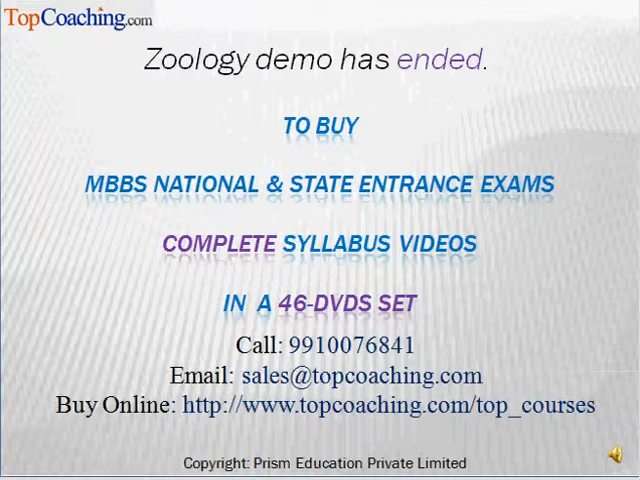 TopCoaching.com
Zoology demo has ended.
TO BUY
MBBS NATIONAL & STATE ENTRANCE EXAMS
COMPLETE SYLLABUS VIDEOS
IN A 46-DVDS SET
Call: 9910076841
Email: sales@topcoaching.com
Buy Online: http://www.topcoaching.com/top_courses
Copyright: Prism Education Private Limited